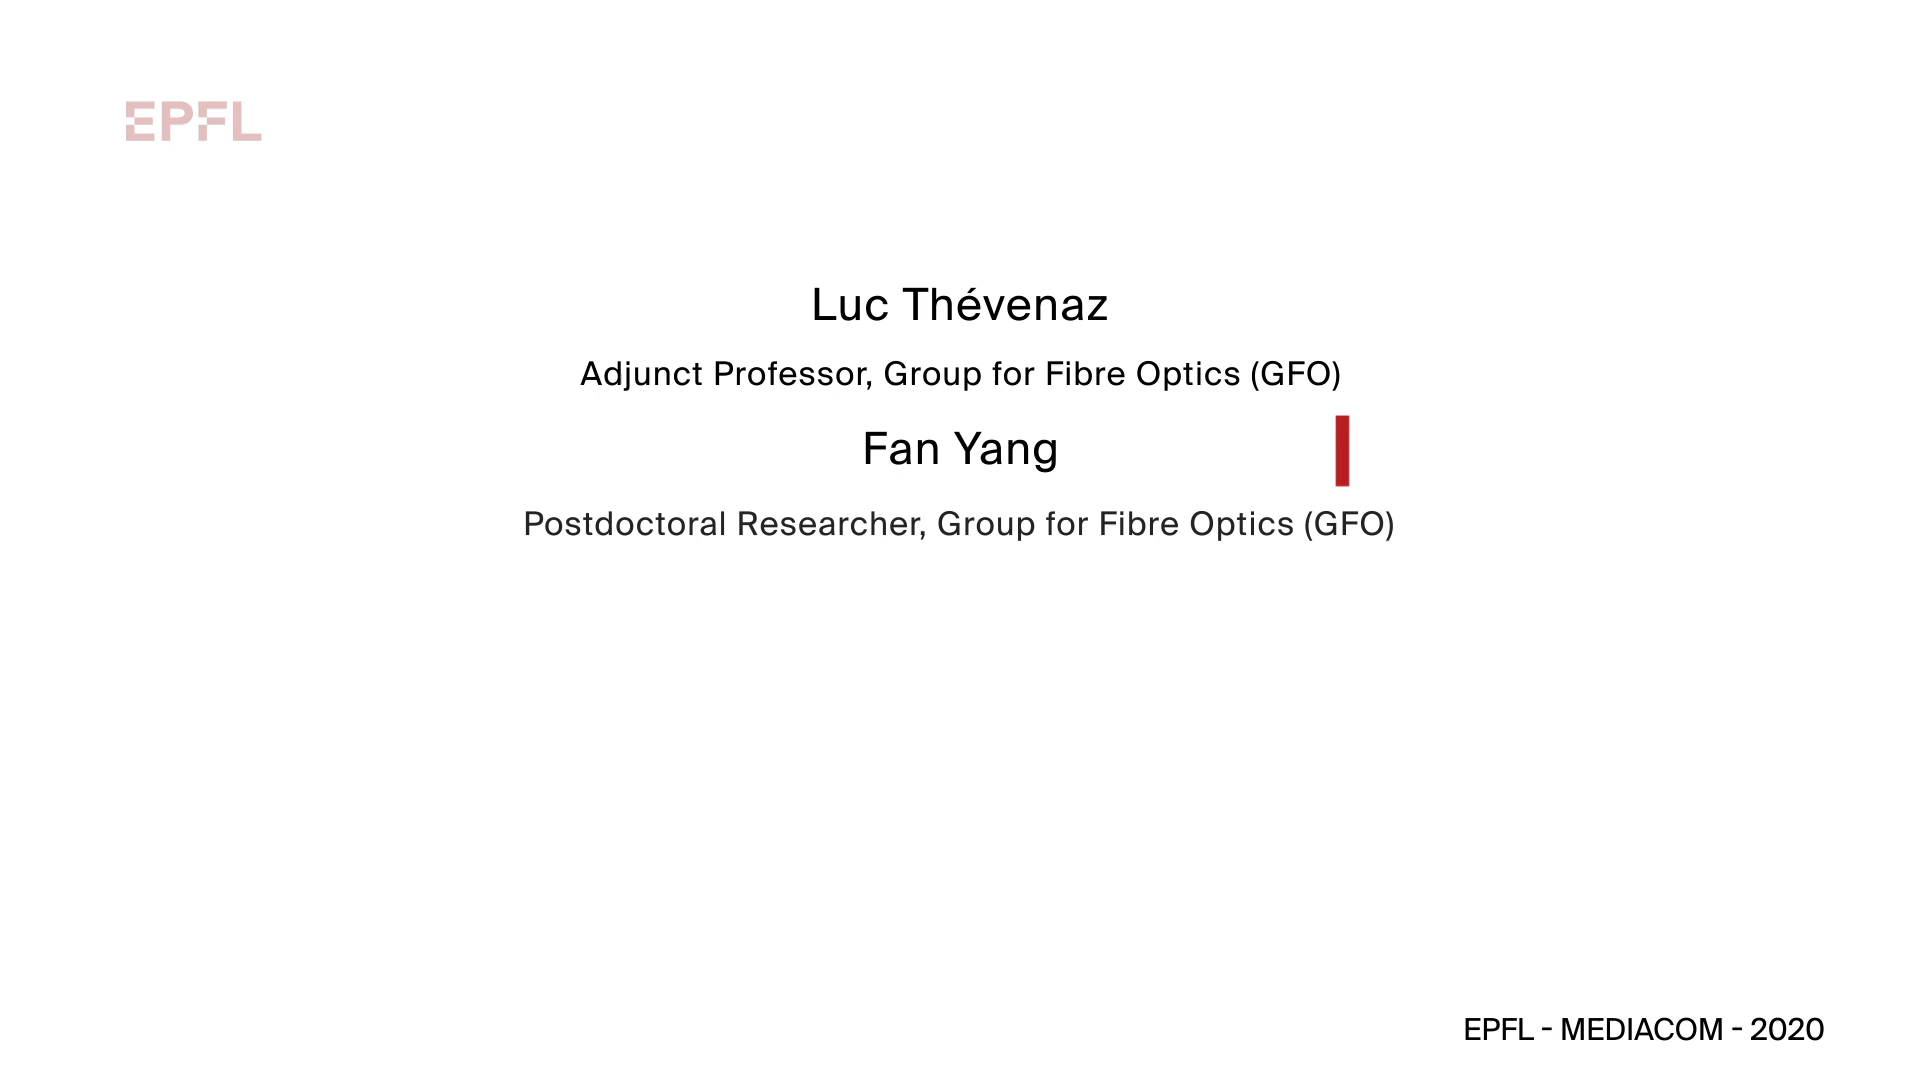 EPFL
Luc Thévenaz
Adjunct Professor, Group for Fibre Optics (GFO)
Fan Yang
Postdoctoral Researcher, Group for Fibre Optics (GFO)
EPFL - MEDIACOM - 2020